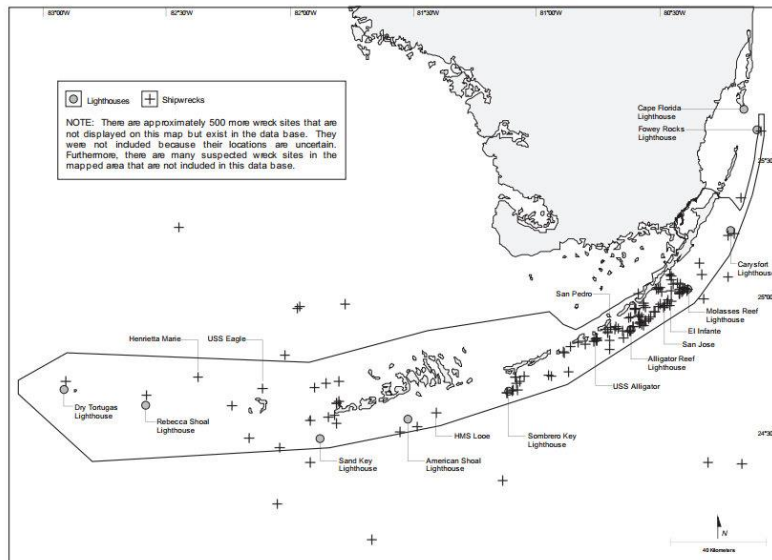 83°00'W 82°30'W 82°00'W 81°30'W 81°00'W 80°30'W
Lighthouses Shipwrecks
NOTE: There are approximately 500 more wreck sites that are
not displayed on this map but exist in the data base. They
were not included because their locations are uncertain.
Furthermore, there are many suspected wreck sites in the
mapped area that are not included in this data base.
Cape Florida
Lighthouse
Fowey Rocks
Lighthouse
25°30'
Carysfort
Lighthouse
San Pedro
25°00'
Molasses Reef
Lighthouse
El Infante
San Jose
Alligator Reef
Lighthouse
USS Alligator
Henrietta Marie
USS Eagle
Dry Tortugas
Lighthouse
Rebecca Shoal
Lighthouse
Sand Key
Lighthouse
American Shoal
Lighthouse
HMS Looe
Sombrero Key
Lighthouse
24°30'
N
40 Kilometers